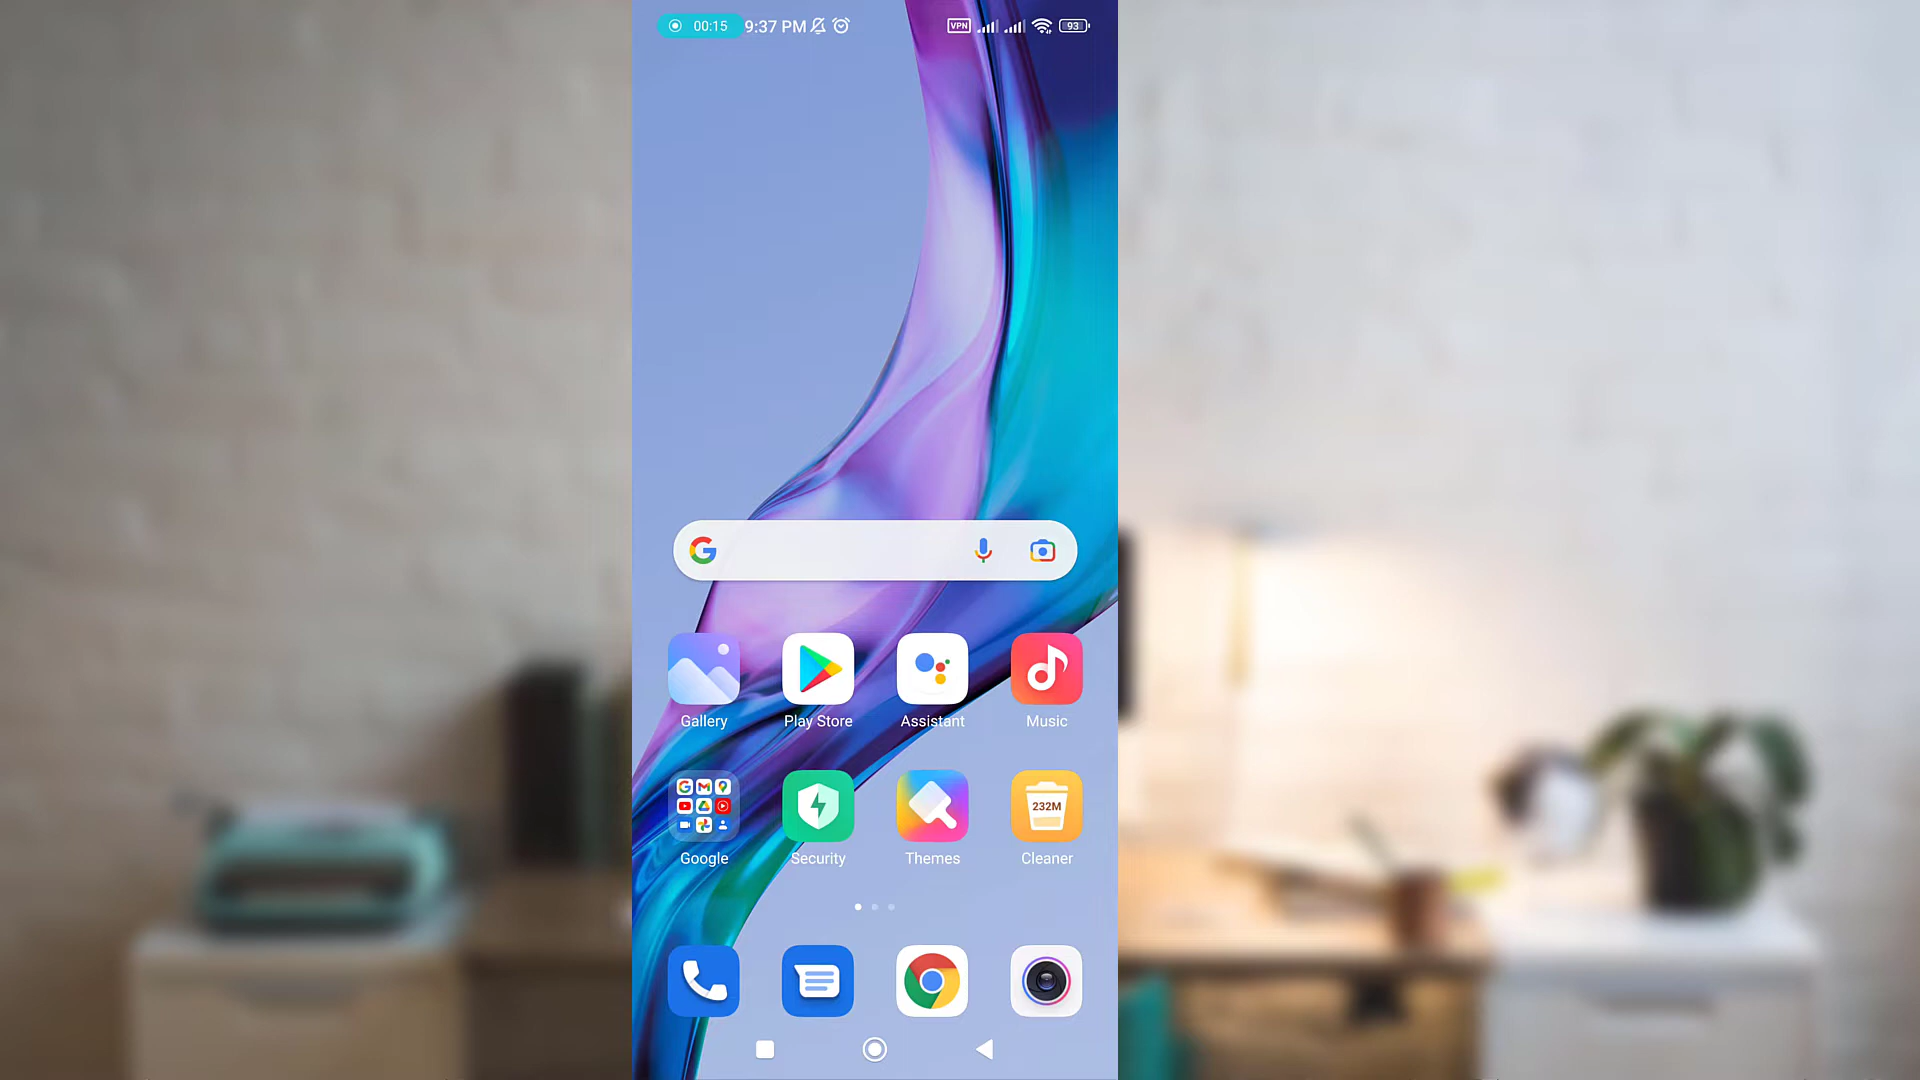 00:15 9:37 PM VPN 93
Gallery Play Store Assistant Music
232M
Google Security Themes Cleaner